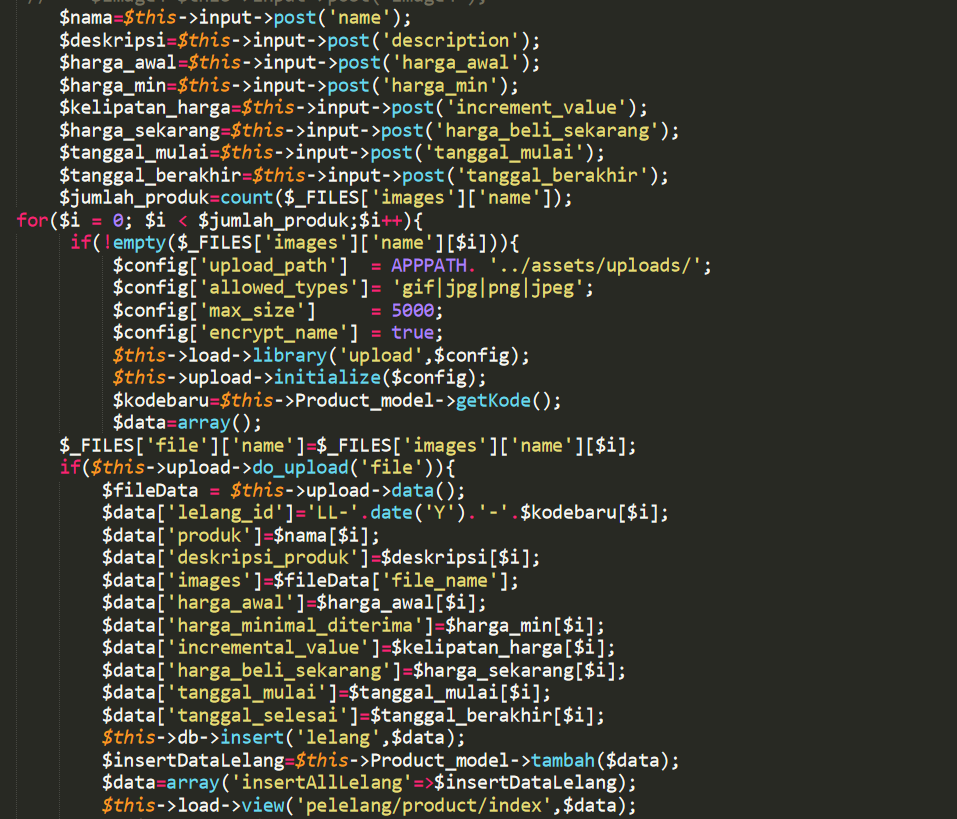 $nama=$this->input->post('name');
$deskripsi=$this->input->post('description');
$harga_awal=$this->input->post('harga_awal');
$harga_min=$this->input->post('harga_min');
$kelipatan_harga=$this->input->post('increment_value');
$harga_sekarang=$this->input->post('harga_beli_sekarang');
$tanggal_mulai=$this->input->post('tanggal_mulai');
$tanggal_berakhir=$this->input->post('tanggal_berakhir');
$jumlah_produk=count($_FILES['images']['name']);
for($i = 0; $i < $jumlah_produk;$i++){
if(!empty($_FILES['images']['name'][$i])){
$config['upload_path']  = APPPATH. '../assets/uploads/';
$config['allowed_types']= 'gif|jpg|png|jpeg';
$config['max_size']     = 5000;
$config['encrypt_name'] = true;
$this->load->library('upload',$config);
$this->upload->initialize($config);
$kodebaru=$this->Product_model->getKode();
$data=array();
$_FILES['file']['name']=$_FILES['images']['name'][$i];
if($this->upload->do_upload('file')){
$fileData = $this->upload->data();
$data['lelang_id']='LL-'.date('Y').'-'.$kodebaru[$i];
$data['produk']=$nama[$i];
$data['deskripsi_produk']=$deskripsi[$i];
$data['images']=$fileData['file_name'];
$data['harga_awal']=$harga_awal[$i];
$data['harga_minimal_diterima']=$harga_min[$i];
$data['incremental_value']=$kelipatan_harga[$i];
$data['harga_beli_sekarang']=$harga_sekarang[$i];
$data['tanggal_mulai']=$tanggal_mulai[$i];
$data['tanggal_selesai']=$tanggal_berakhir[$i];
$this->db->insert('lelang',$data);
$insertDataLelang=$this->Product_model->tambah($data);
$data=array('insertAllLelang'=>$insertDataLelang);
$this->load->view('pelelang/product/index',$data);